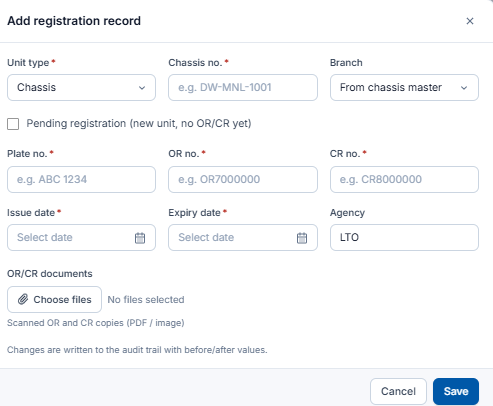 Add registration record
×
Unit type * Chassis no. * Branch
Chassis e.g. DW-MNL-1001 From chassis master
Pending registration (new unit, no OR/CR yet)
Plate no. * OR no. * CR no. *
e.g. ABC 1234 e.g. OR7000000 e.g. CR8000000
Issue date * Expiry date * Agency
Select date Select date LTO
OR/CR documents
Choose files No files selected
Scanned OR and CR copies (PDF / image)
Changes are written to the audit trail with before/after values.
Cancel Save